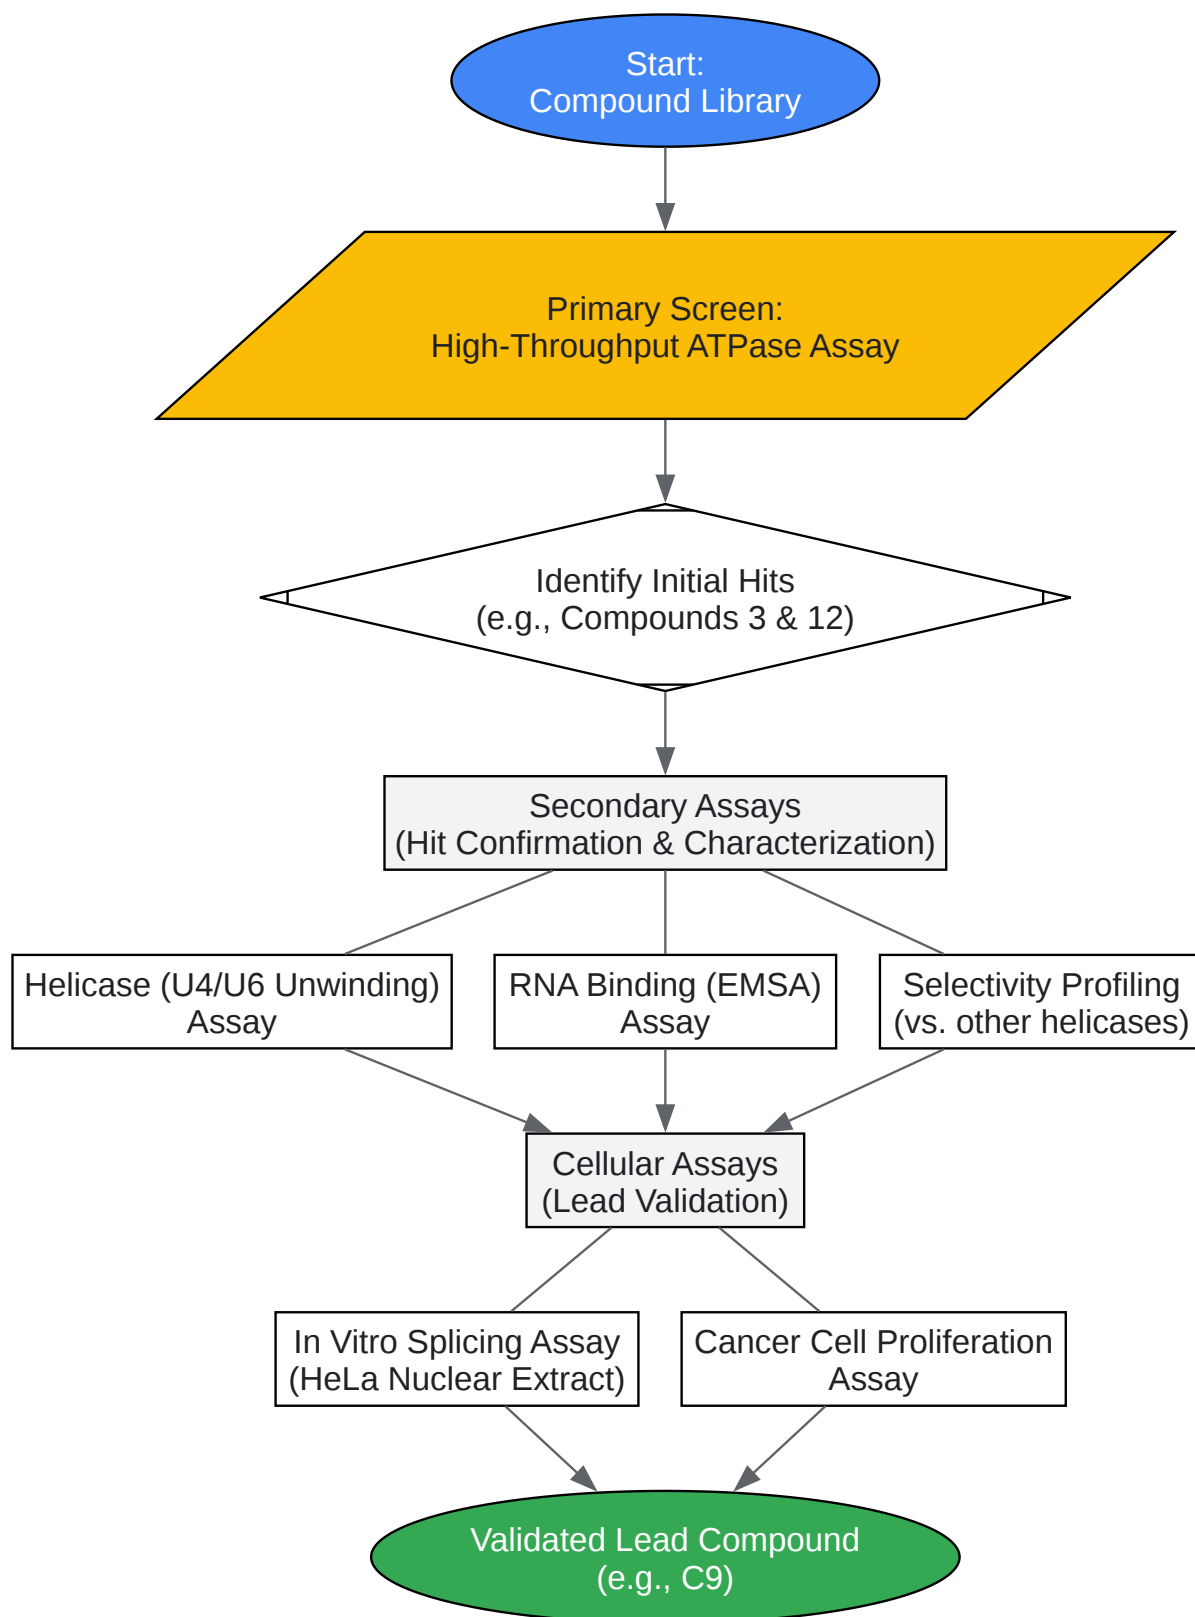 Start:
Compound Library
Primary Screen:
High-Throughput ATPase Assay
Identify Initial Hits
(e.g., Compounds 3 & 12)
Secondary Assays
(Hit Confirmation & Characterization)
Helicase (U4/U6 Unwinding)
Assay
RNA Binding (EMSA)
Assay
Selectivity Profiling
(vs. other helicases)
Cellular Assays
(Lead Validation)
In Vitro Splicing Assay
(HeLa Nuclear Extract)
Cancer Cell Proliferation
Assay
Validated Lead Compound
(e.g., C9)